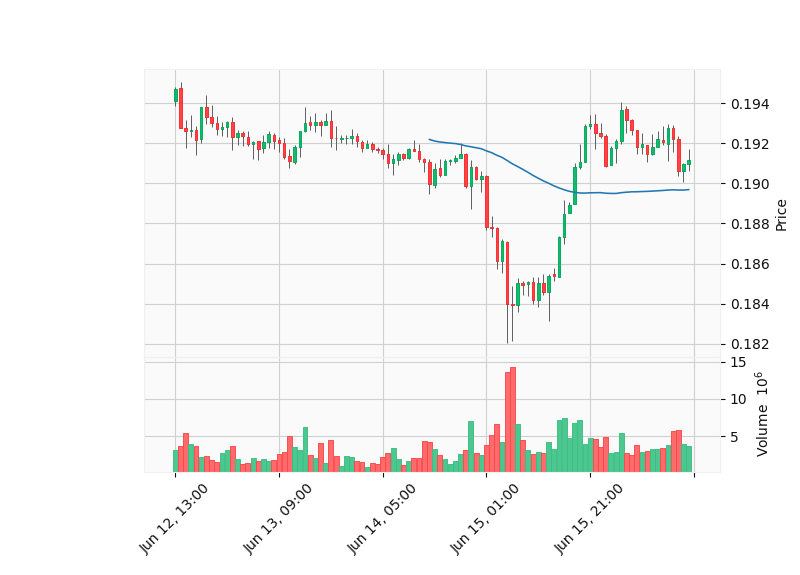 0.194
0.192
0.190
0.188
0.186
0.184
0.182
Price
15
10
5
Volume 10⁶
Jun 12, 13:00
Jun 13, 09:00
Jun 14, 05:00
Jun 15, 01:00
Jun 15, 21:00